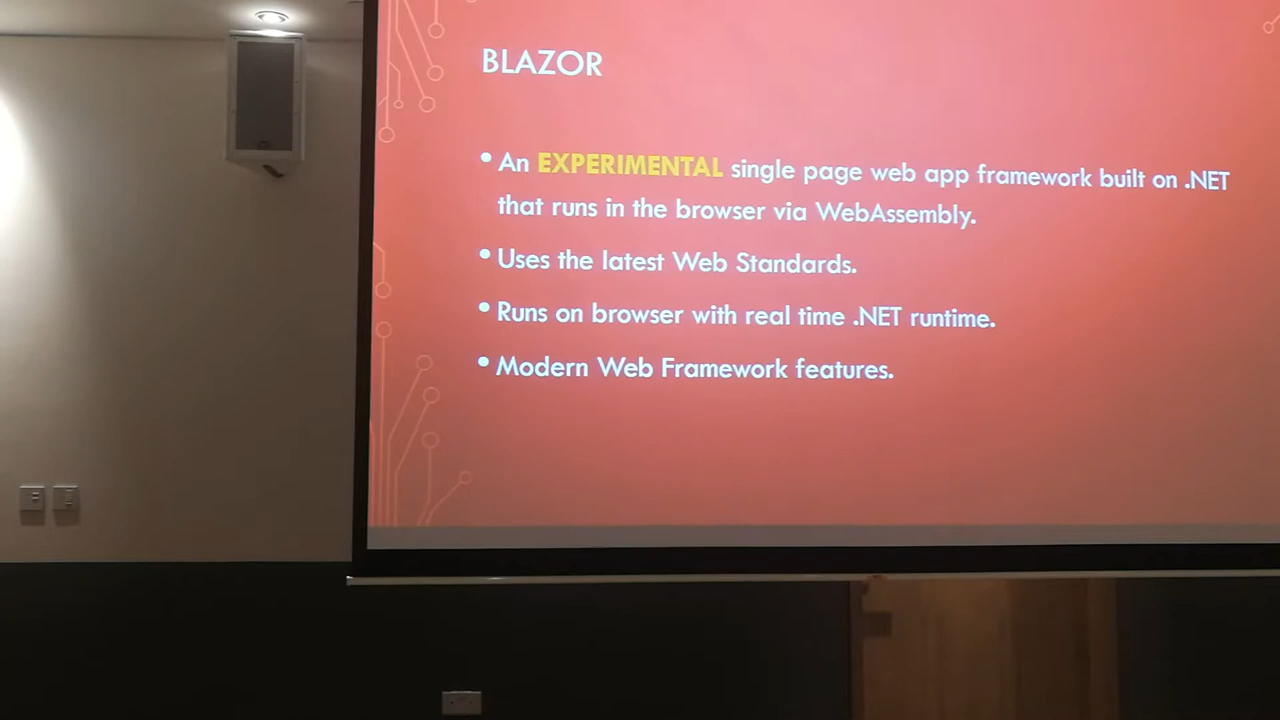 BLAZOR
• An EXPERIMENTAL single page web app framework built on .NET
that runs in the browser via WebAssembly.
• Uses the latest Web Standards.
• Runs on browser with real time .NET runtime.
• Modern Web Framework features.